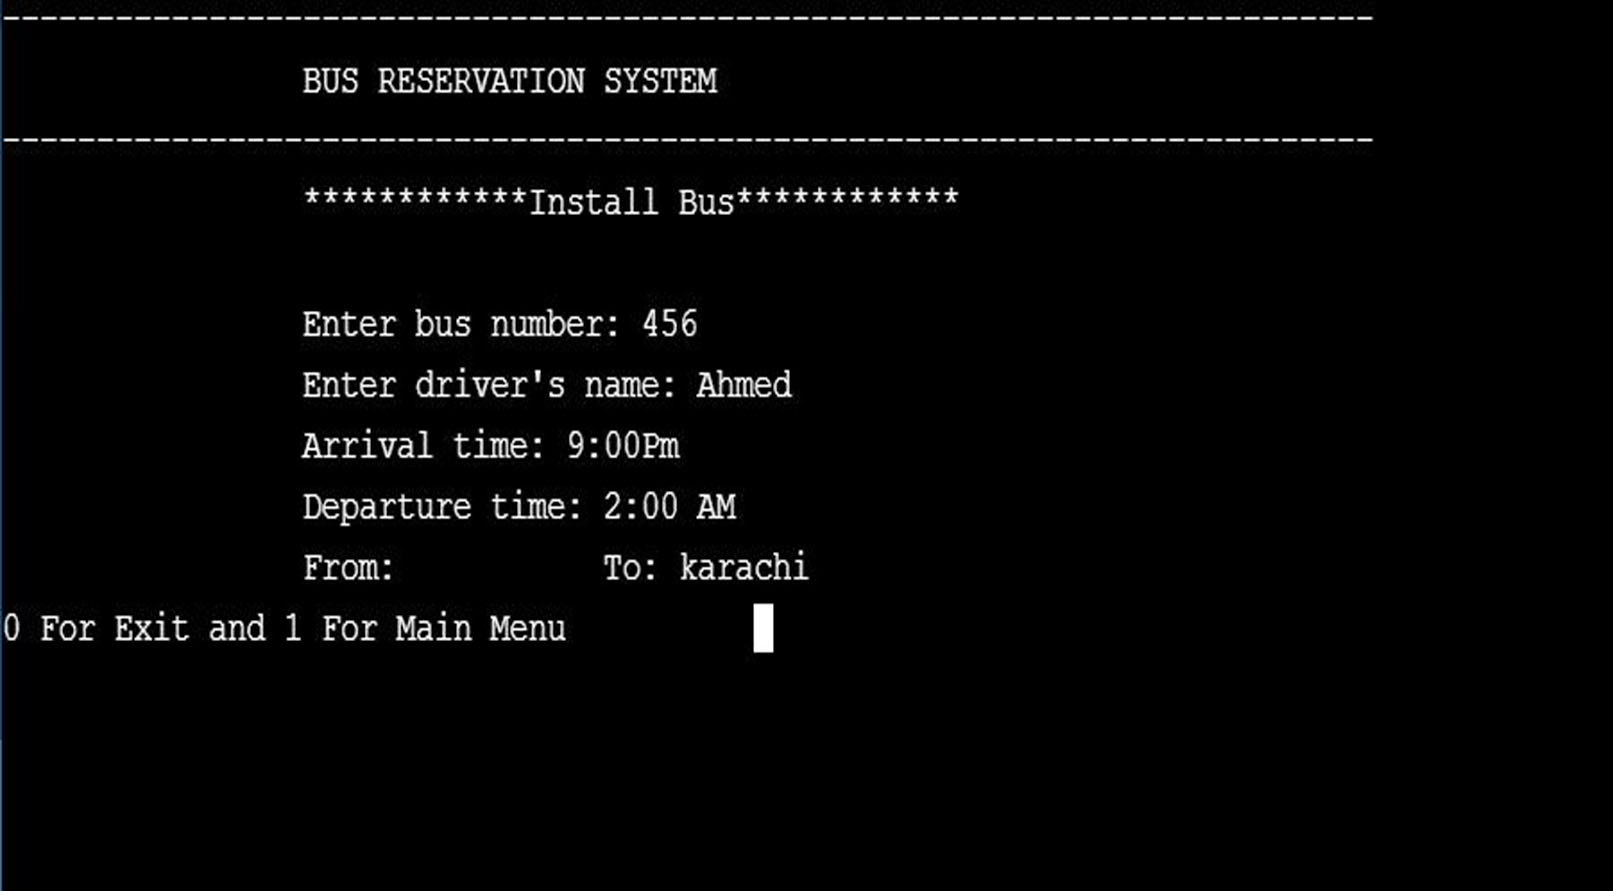 --------------------------------------------------------------------------
BUS RESERVATION SYSTEM
--------------------------------------------------------------------------
************Install Bus************
Enter bus number: 456
Enter driver's name: Ahmed
Arrival time: 9:00Pm
Departure time: 2:00 AM
From:           To: karachi
0 For Exit and 1 For Main Menu